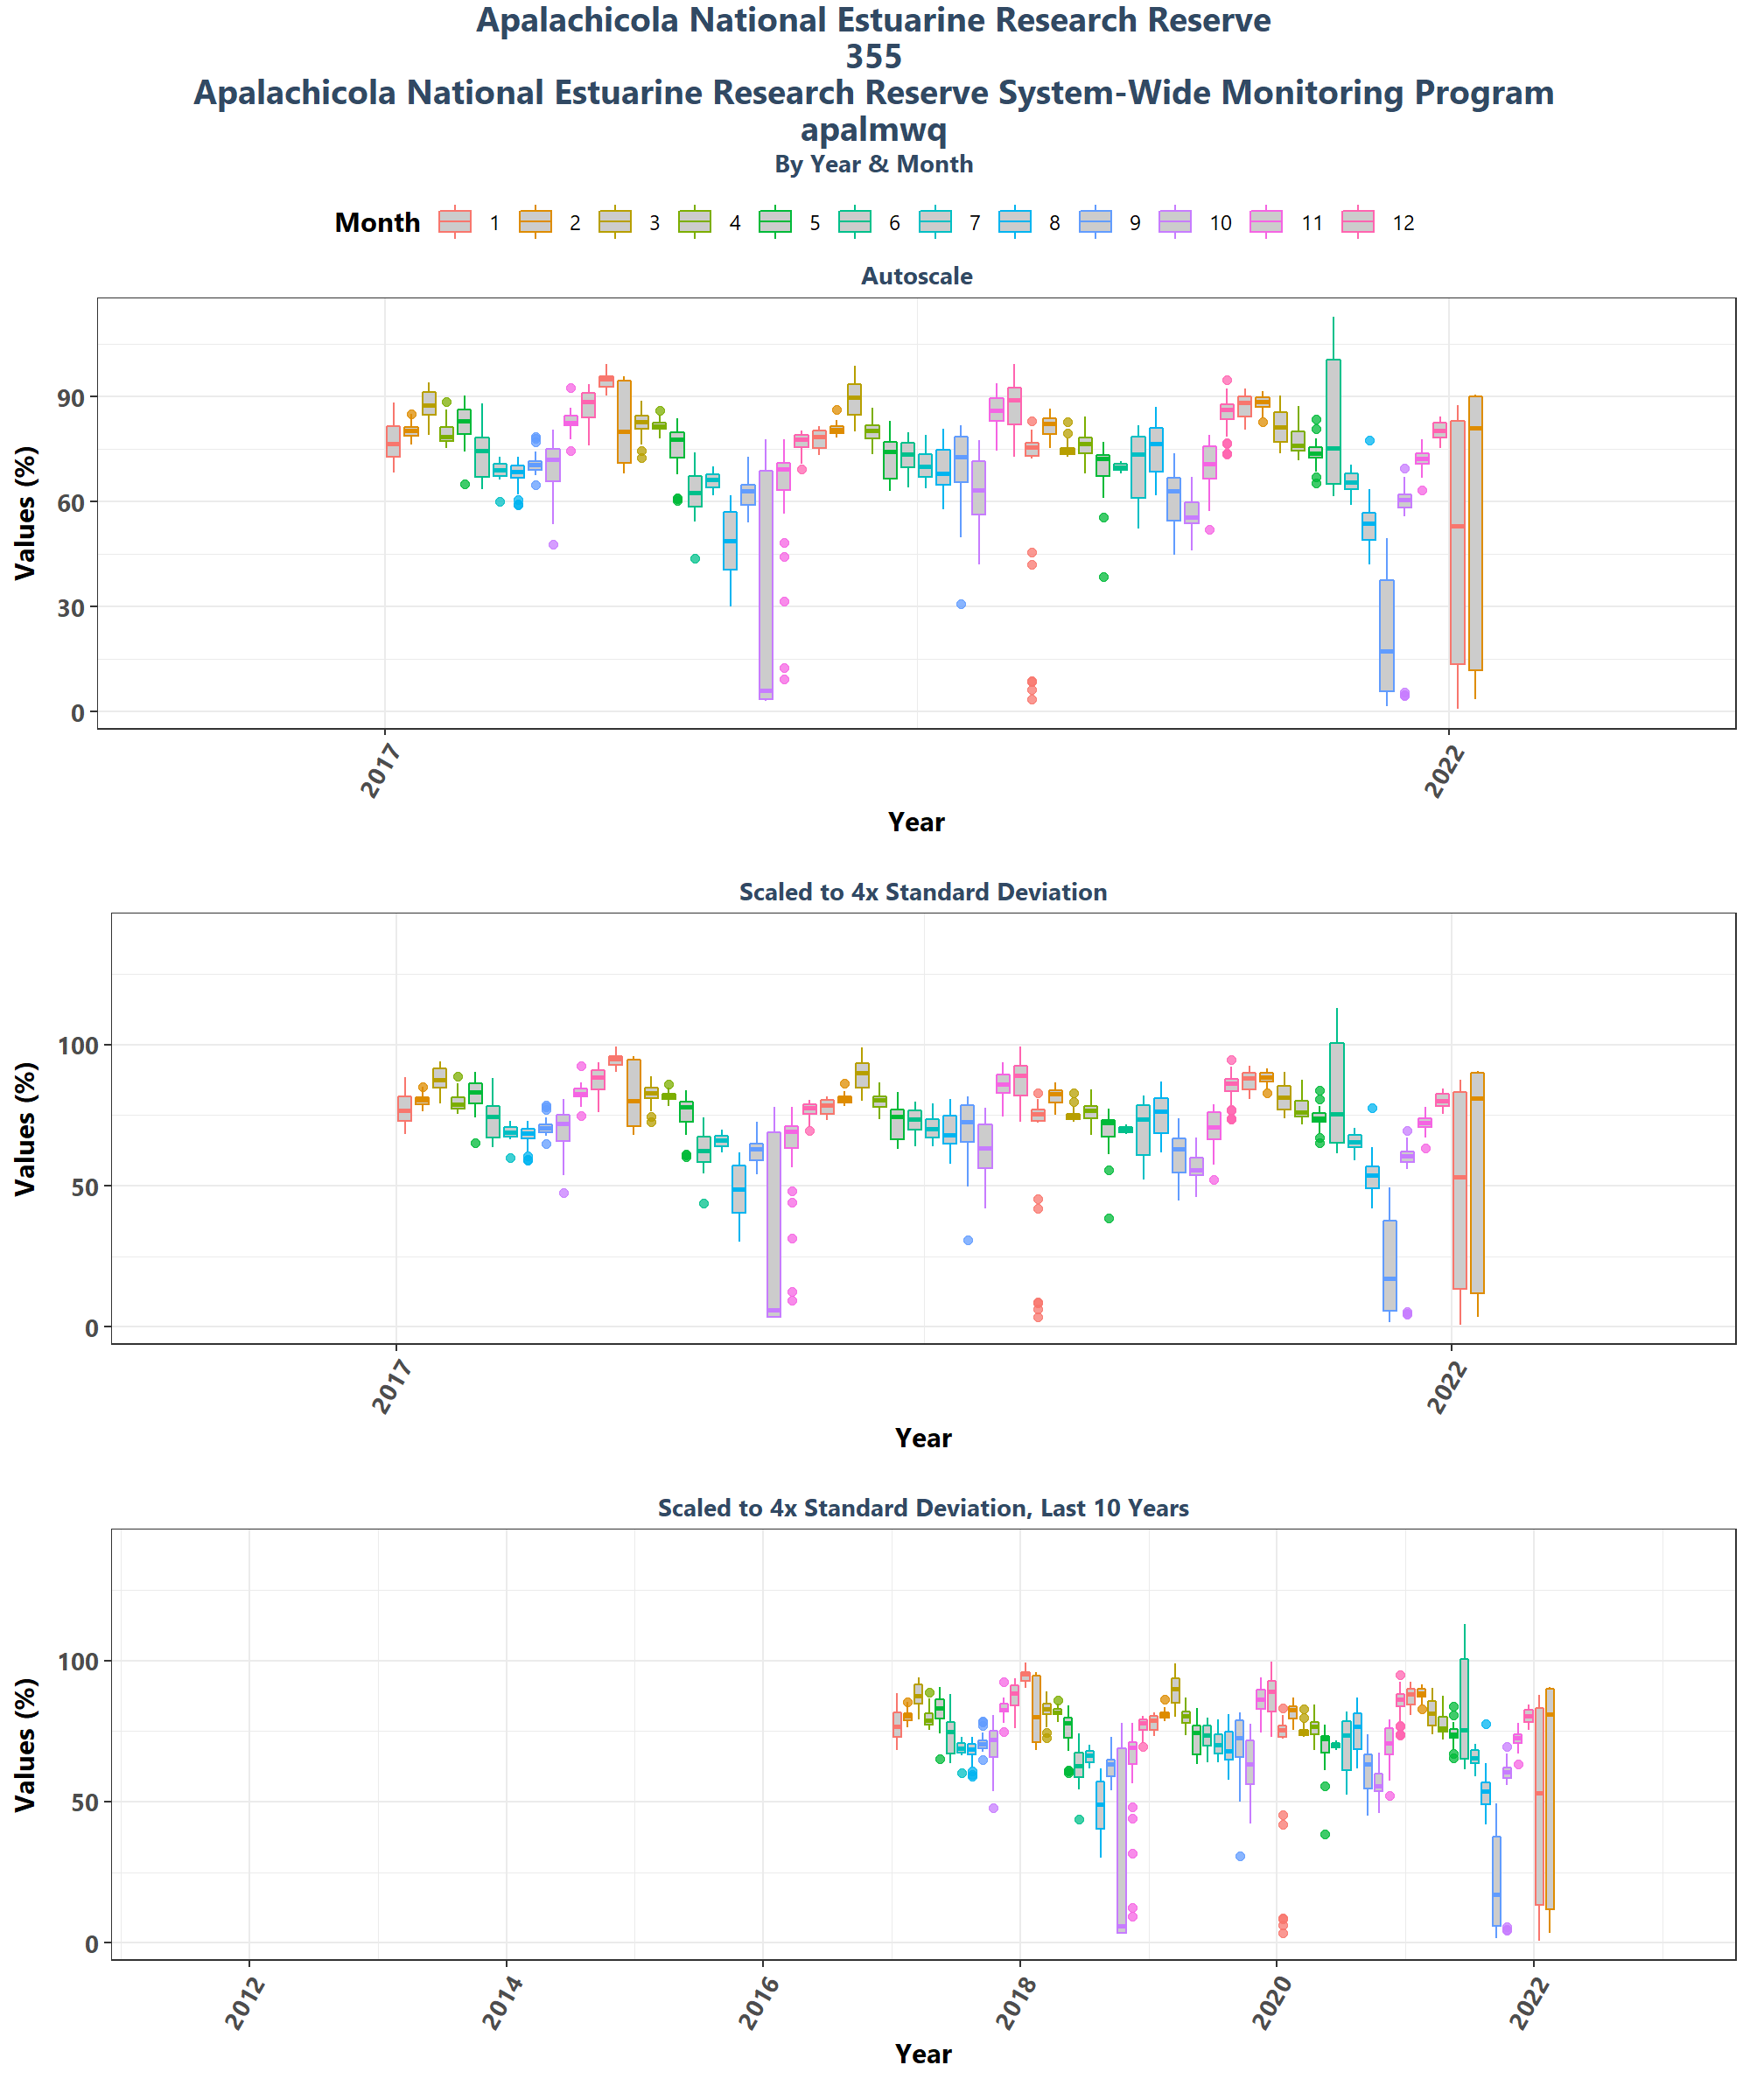 Apalachicola National Estuarine Research Reserve
355
Apalachicola National Estuarine Research Reserve System-Wide Monitoring Program
apalmwq
By Year & Month
Month 1 2 3 4 5 6 7 8 9 10 11 12
Autoscale
Values (%)
90
60
30
0
2017 2022
Year
Scaled to 4x Standard Deviation
Values (%)
100
50
0
2017 2022
Year
Scaled to 4x Standard Deviation, Last 10 Years
Values (%)
100
50
0
2012 2014 2016 2018 2020 2022
Year